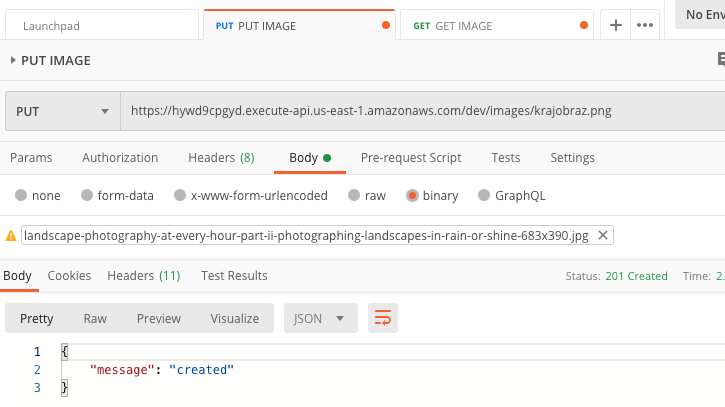 Launchpad PUT PUT IMAGE GET GET IMAGE No Env
PUT IMAGE
PUT https://hywd9cpgyd.execute-api.us-east-1.amazonaws.com/dev/images/krajobraz.png
Params Authorization Headers (8) Body Pre-request Script Tests Settings
none form-data x-www-form-urlencoded raw binary GraphQL
landscape-photography-at-every-hour-part-ii-photographing-landscapes-in-rain-or-shine-683x390.jpg
Body Cookies Headers (11) Test Results Status: 201 Created Time: 2.
Pretty Raw Preview Visualize JSON
1 {
2 "message": "created"
3 }